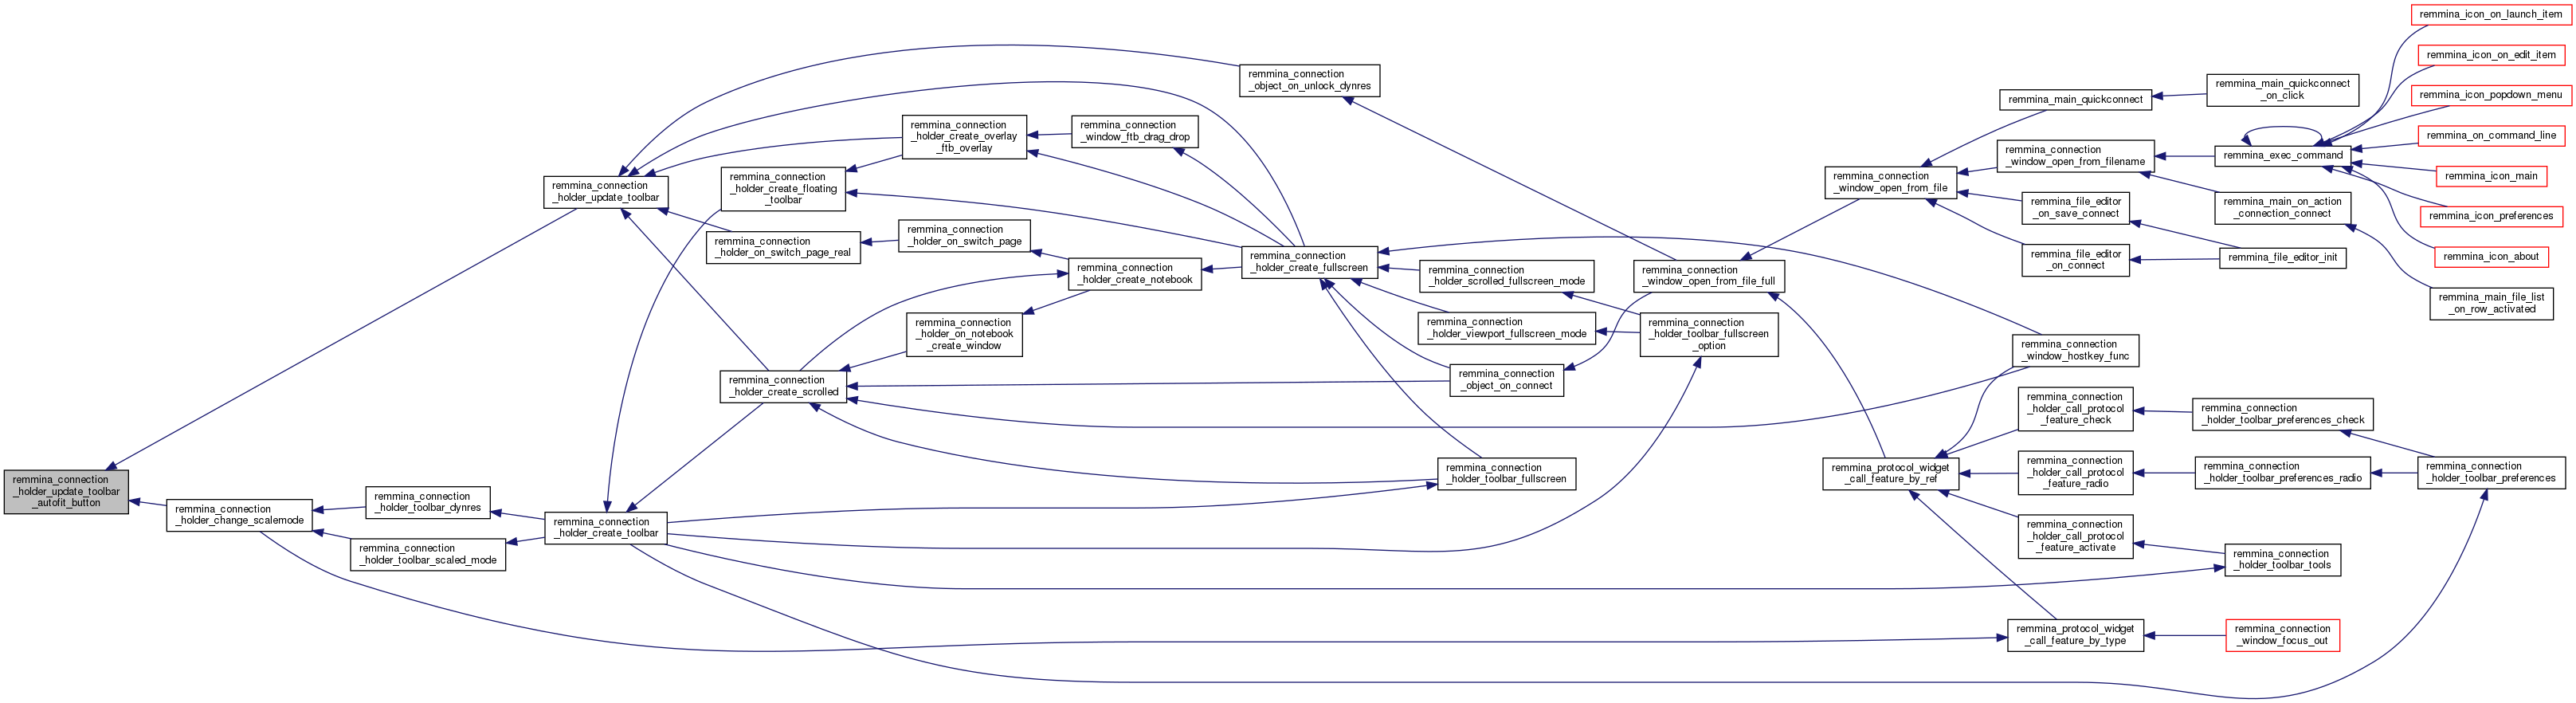 remmina_connection
_holder_update_toolbar
_autofit_button
remmina_connection
_holder_update_toolbar
remmina_connection
_holder_change_scalemode
remmina_connection
_holder_toolbar_dynres
remmina_connection
_holder_toolbar_scaled_mode
remmina_connection
_holder_create_toolbar
remmina_connection
_holder_create_floating
_toolbar
remmina_connection
_holder_on_switch_page_real
remmina_connection
_holder_create_scrolled
remmina_connection
_holder_create_overlay
_ftb_overlay
remmina_connection
_holder_on_switch_page
remmina_connection
_holder_on_notebook
_create_window
remmina_connection
_window_ftb_drag_drop
remmina_connection
_holder_create_notebook
remmina_connection
_object_on_unlock_dynres
remmina_connection
_holder_create_fullscreen
remmina_connection
_holder_scrolled_fullscreen_mode
remmina_connection
_holder_viewport_fullscreen_mode
remmina_connection
_object_on_connect
remmina_connection
_holder_toolbar_fullscreen
remmina_connection
_window_open_from_file_full
remmina_connection
_holder_toolbar_fullscreen
_option
remmina_connection
_window_open_from_file
remmina_protocol_widget
_call_feature_by_ref
remmina_main_quickconnect
remmina_connection
_window_open_from_filename
remmina_file_editor
_on_save_connect
remmina_file_editor
_on_connect
remmina_connection
_window_hostkey_func
remmina_connection
_holder_call_protocol
_feature_check
remmina_connection
_holder_call_protocol
_feature_radio
remmina_connection
_holder_call_protocol
_feature_activate
remmina_protocol_widget
_call_feature_by_type
remmina_main_quickconnect
_on_click
remmina_exec_command
remmina_main_on_action
_connection_connect
remmina_file_editor_init
remmina_connection
_holder_toolbar_preferences_check
remmina_connection
_holder_toolbar_preferences_radio
remmina_connection
_holder_toolbar_tools
remmina_connection
_window_focus_out
remmina_icon_on_launch_item
remmina_icon_on_edit_item
remmina_icon_popdown_menu
remmina_on_command_line
remmina_icon_main
remmina_icon_preferences
remmina_icon_about
remmina_main_file_list
_on_row_activated
remmina_connection
_holder_toolbar_preferences